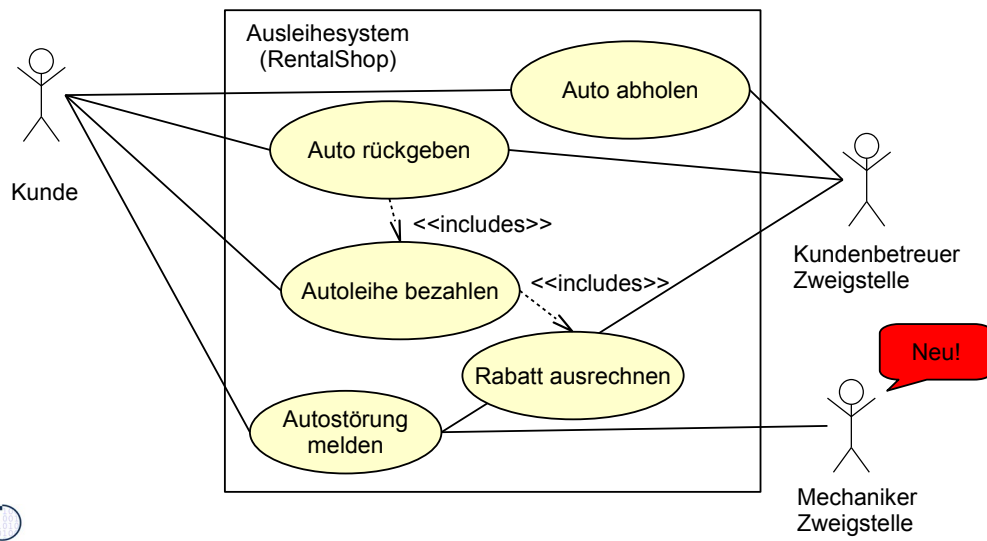 Ausleihesystem
(RentalShop)
Auto abholen
Auto rückgeben
Kunde
<<includes>>
Kundenbetreuer
Zweigstelle
Autoleihe bezahlen
<<includes>>
Neu!
Rabatt ausrechnen
Autostörung
melden
Mechaniker
Zweigstelle